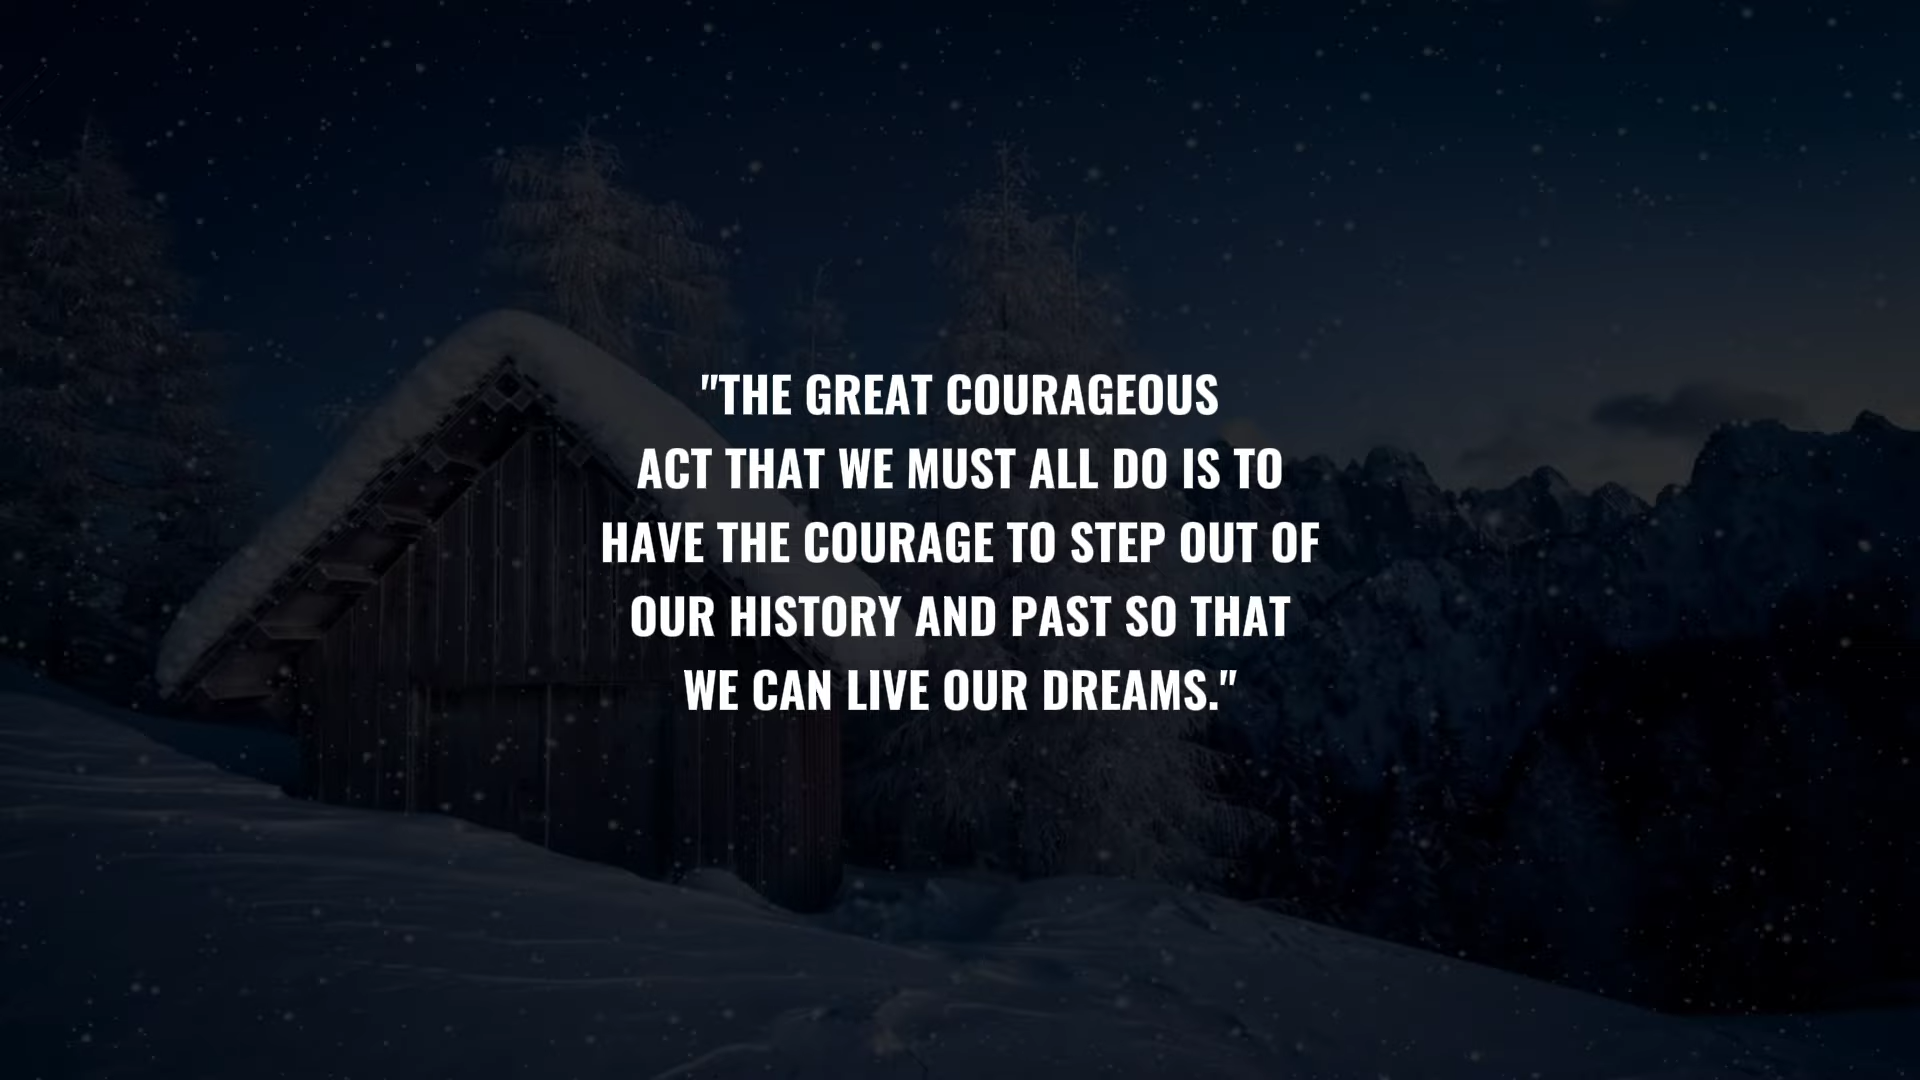 "THE GREAT COURAGEOUS
ACT THAT WE MUST ALL DO IS TO
HAVE THE COURAGE TO STEP OUT OF
OUR HISTORY AND PAST SO THAT
WE CAN LIVE OUR DREAMS."